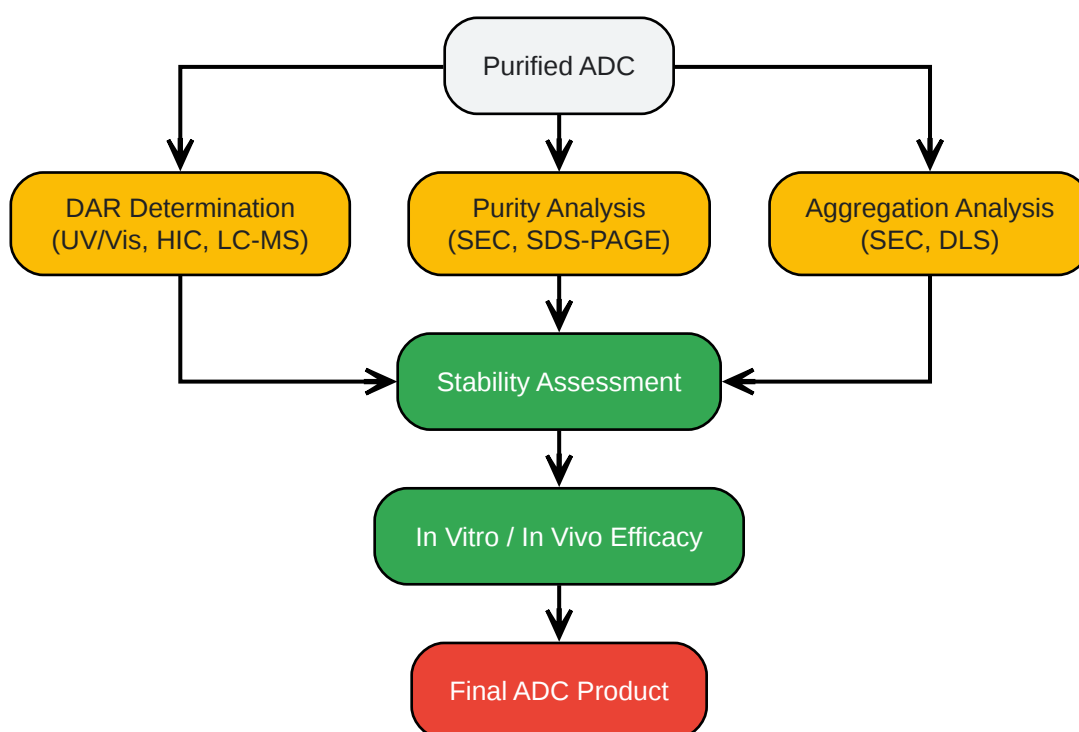 Purified ADC
DAR Determination
(UV/Vis, HIC, LC-MS)
Purity Analysis
(SEC, SDS-PAGE)
Aggregation Analysis
(SEC, DLS)
Stability Assessment
In Vitro / In Vivo Efficacy
Final ADC Product